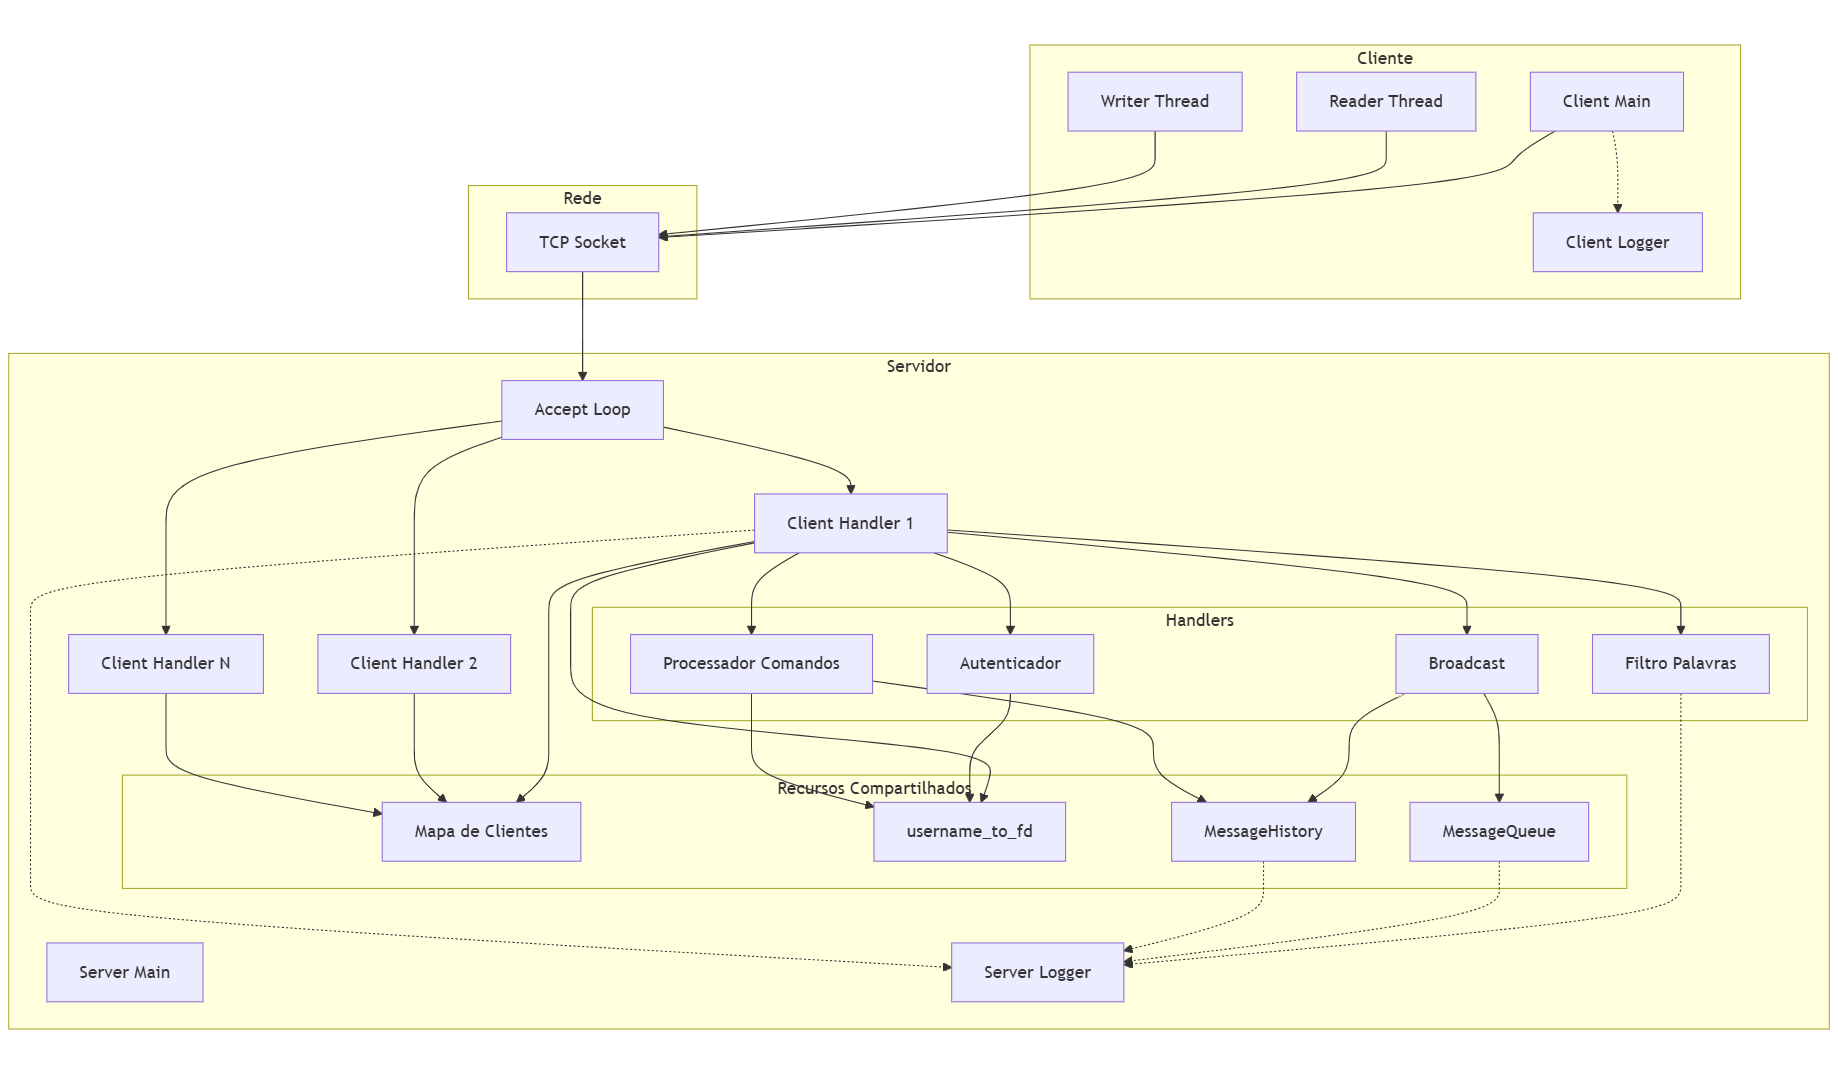 Cliente
Writer Thread
Reader Thread
Client Main
Rede
TCP Socket
Client Logger
Servidor
Accept Loop
Client Handler 1
Handlers
Client Handler N
Client Handler 2
Processador Comandos
Autenticador
Broadcast
Filtro Palavras
Recursos Compartilhados
Mapa de Clientes
username_to_fd
MessageHistory
MessageQueue
Server Main
Server Logger